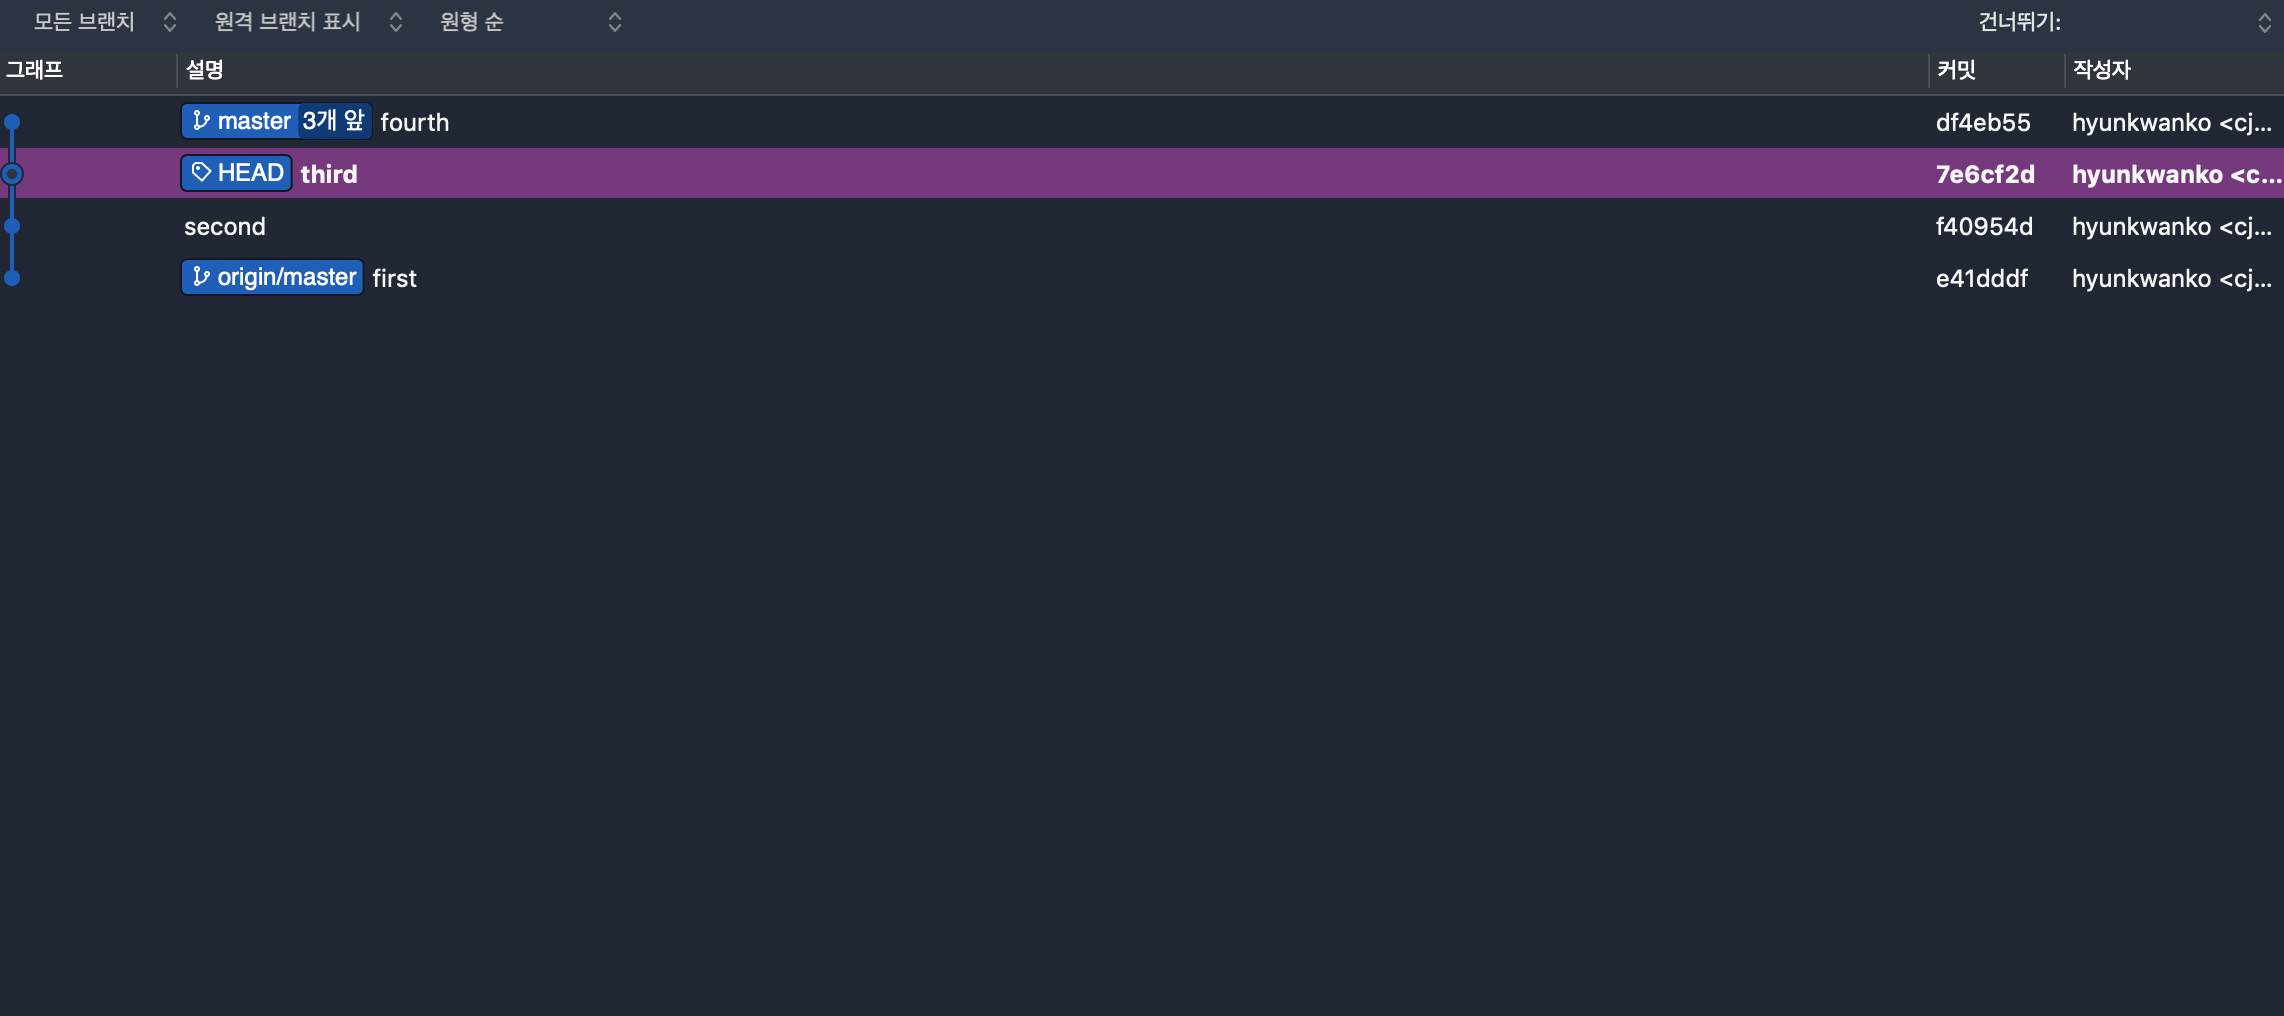 모든 브랜치 원격 브랜치 표시 원형 순 건너뛰기:
그래프 설명 커밋 작성자
master 3개 앞 fourth df4eb55 hyunkwanko <cj...
HEAD third 7e6cf2d hyunkwanko <c...
second f40954d hyunkwanko <cj...
origin/master first e41dddf hyunkwanko <cj...